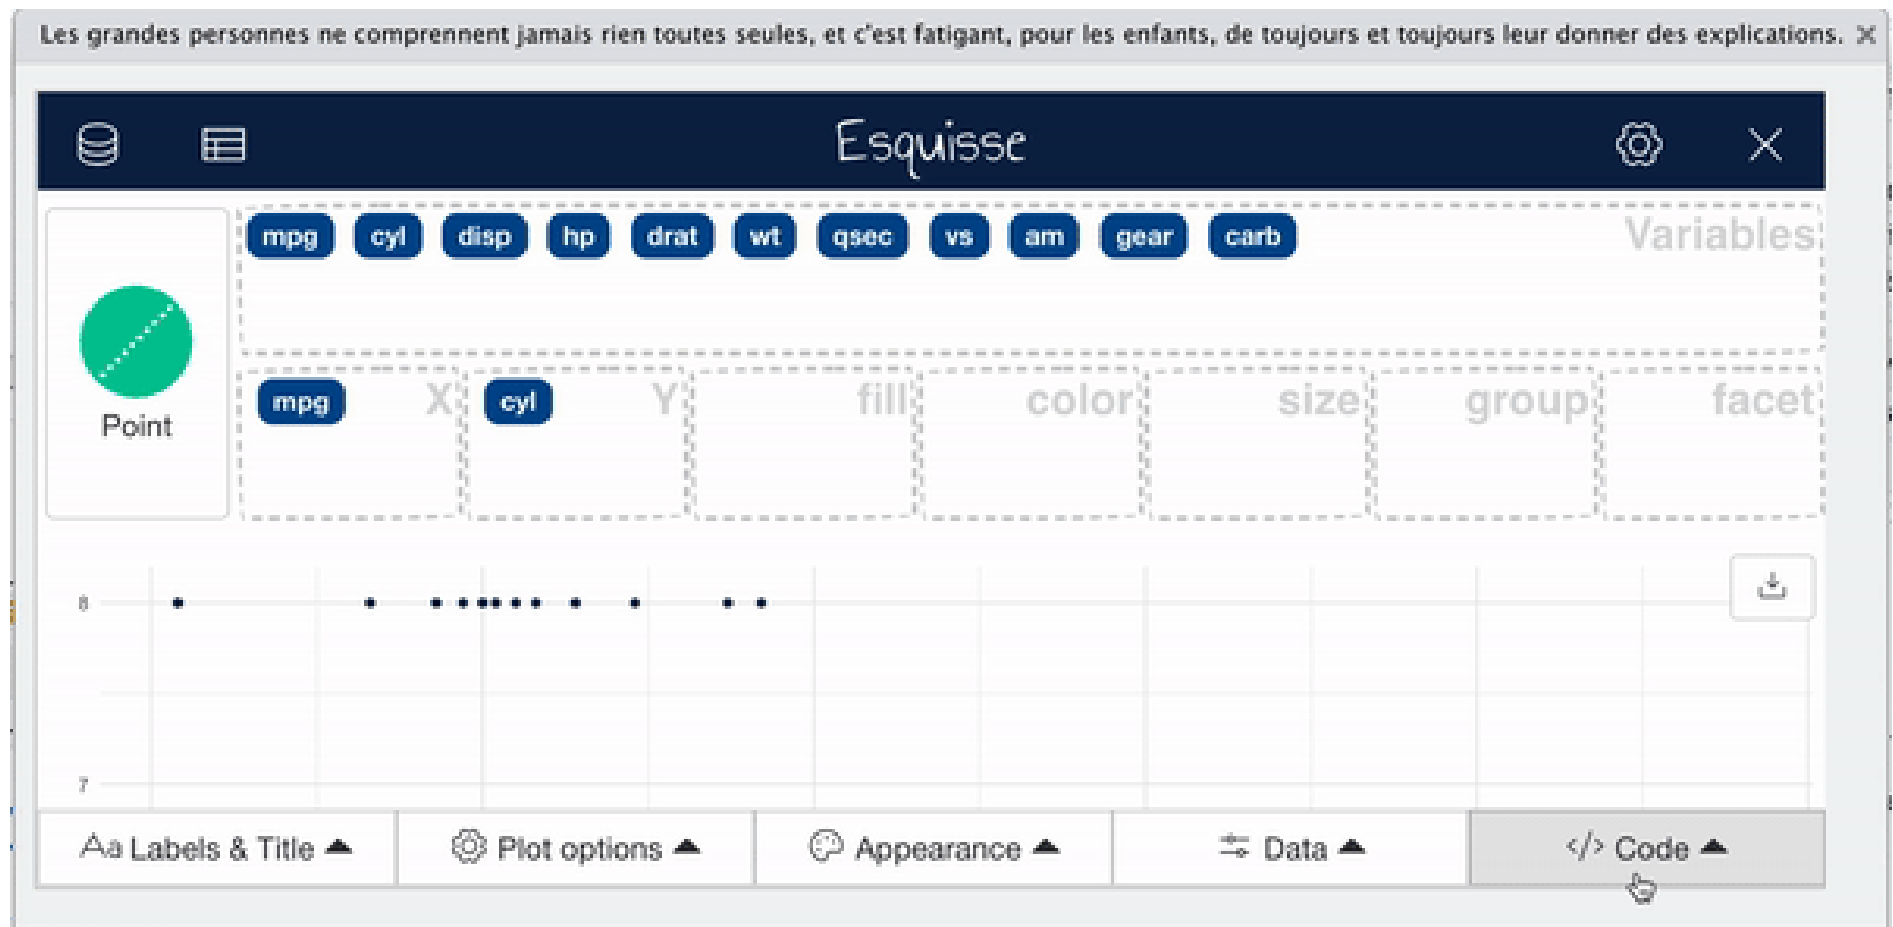 Les grandes personnes ne comprennent jamais rien toutes seules, et c'est fatigant, pour les enfants, de toujours et toujours leur donner des explications.
Esquisse
mpg cyl disp hp drat wt qsec vs am gear carb Variables
Point
mpg X cyl Y fill color size group facet
8
7
Aa Labels & Title Plot options Appearance Data </> Code